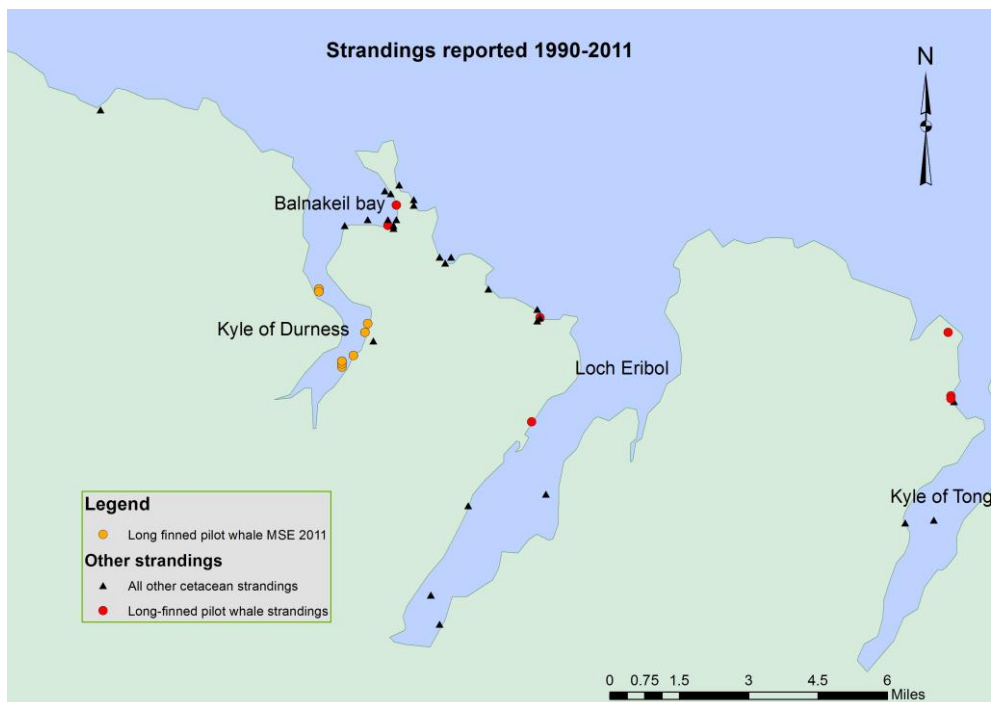 Strandings reported 1990-2011
N
Balnakeil bay
Kyle of Durness
Loch Eribol
Kyle of Tong
Legend
Long finned pilot whale MSE 2011
Other strandings
All other cetacean strandings
Long-finned pilot whale strandings
0 0.75 1.5 3 4.5 6
Miles